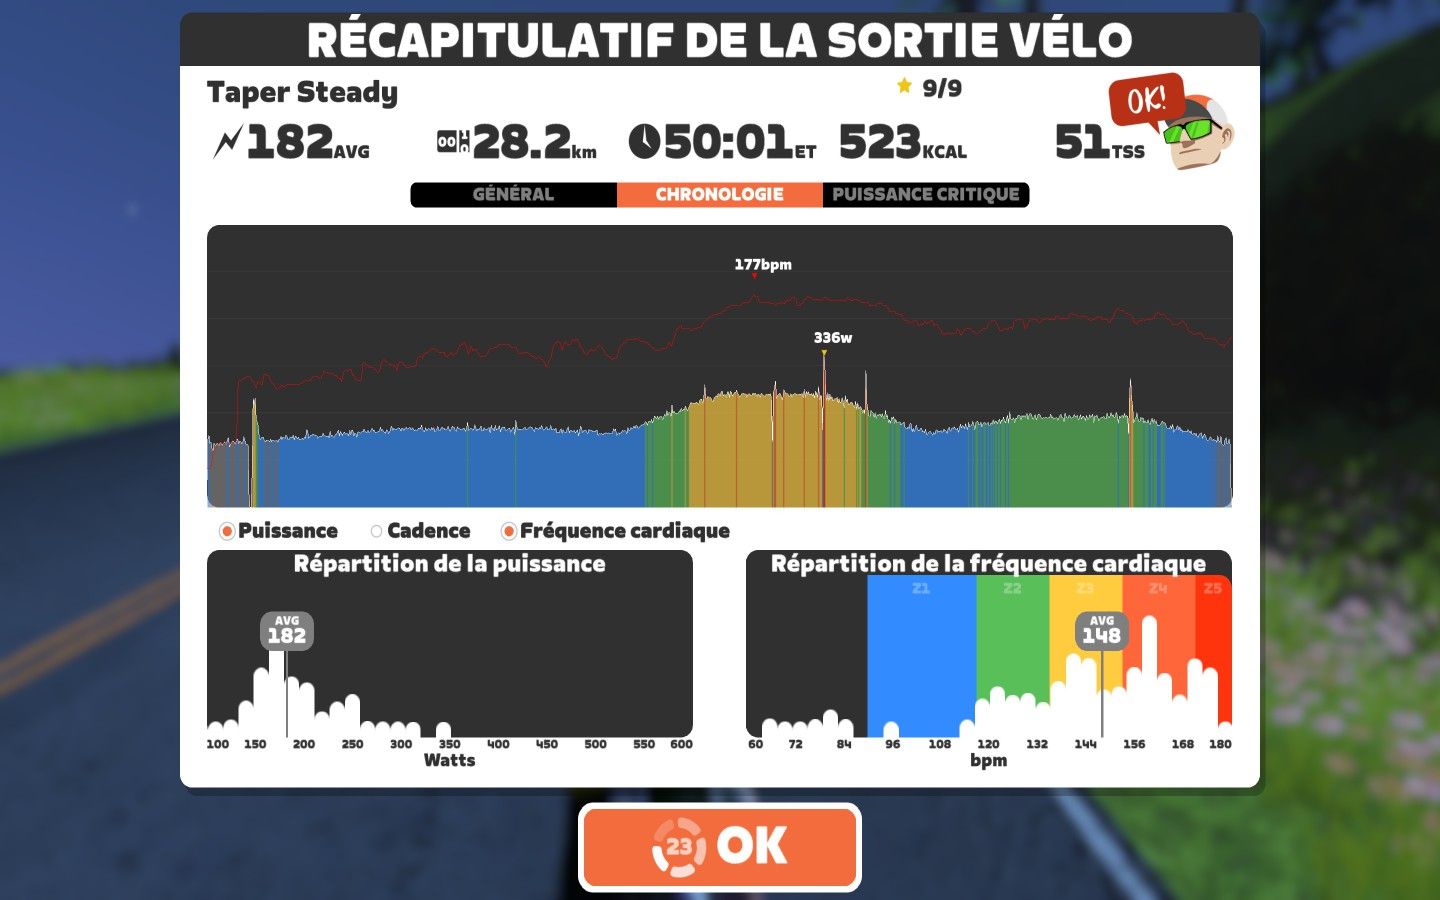 RÉCAPITULATIF DE LA SORTIE VÉLO
Taper Steady
9/9
OK!
182AVG
28.2km
50:01ET
523KCAL
51TSS
GÉNÉRAL
CHRONOLOGIE
PUISSANCE CRITIQUE
177bpm
336w
Puissance
Cadence
Fréquence cardiaque
Répartition de la puissance
AVG
182
100 150 200 250 300 350 400 450 500 550 600
Watts
Répartition de la fréquence cardiaque
Z1 Z2 Z3 Z4 Z5
AVG
148
60 72 84 96 108 120 132 144 156 168 180
bpm
23 OK